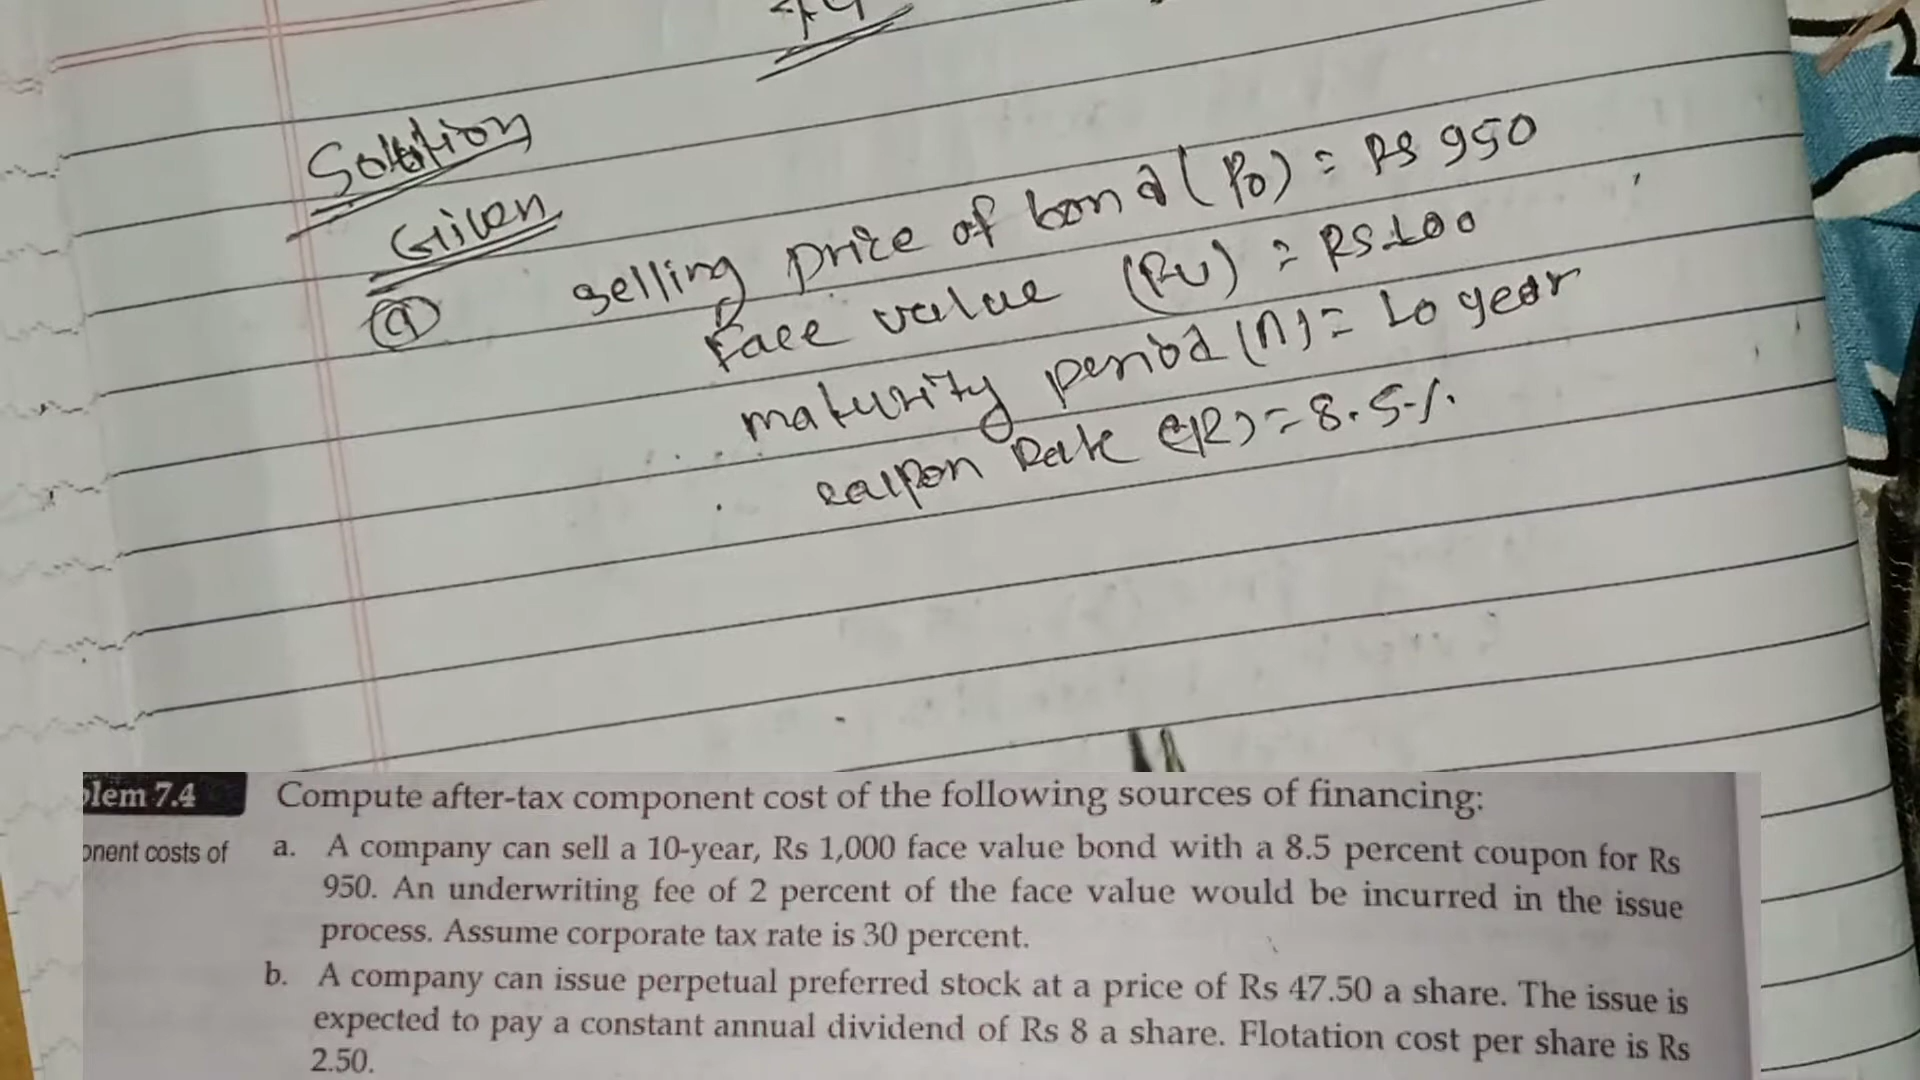 Solution
Given
(a) selling price of bond (P0) = RS 950
Face value (FV) = RS 100
maturity period (n) = 10 year
Rate = 8.5%
lem 7.4
Compute after-tax component cost of the following sources of financing:
onent costs of
a. A company can sell a 10-year, Rs 1,000 face value bond with a 8.5 percent coupon for Rs
950. An underwriting fee of 2 percent of the face value would be incurred in the issue
process. Assume corporate tax rate is 30 percent.
b. A company can issue perpetual preferred stock at a price of Rs 47.50 a share. The issue is
expected to pay a constant annual dividend of Rs 8 a share. Flotation cost per share is Rs
2.50.